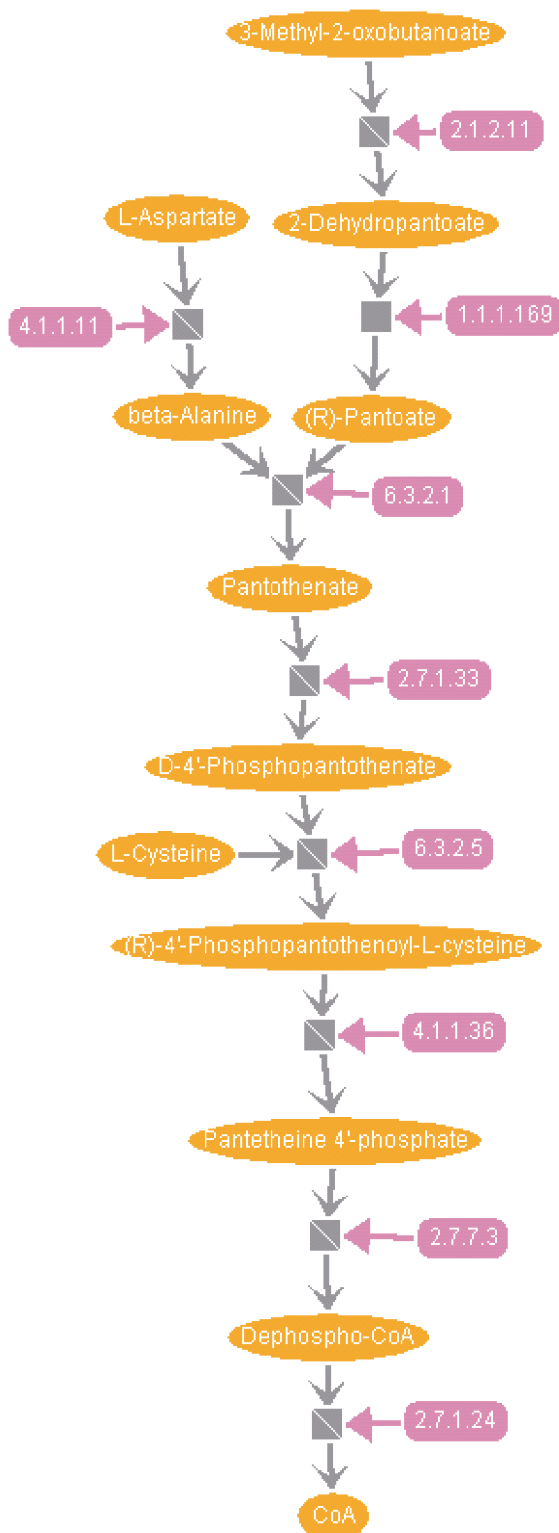 3-Methyl-2-oxobutanoate
2.1.2.11
L-Aspartate
2-Dehydropantoate
4.1.1.11
1.1.1.169
beta-Alanine
(R)-Pantoate
6.3.2.1
Pantothenate
2.7.1.33
D-4'-Phosphopantothenate
L-Cysteine
6.3.2.5
(R)-4'-Phosphopantothenoyl-L-cysteine
4.1.1.36
Pantetheine 4'-phosphate
2.7.7.3
Dephospho-CoA
2.7.1.24
CoA